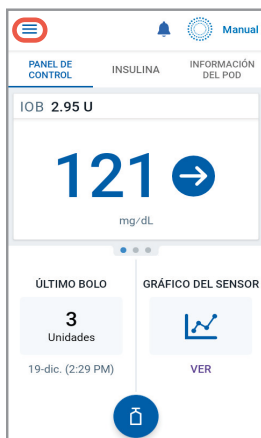 Manual
PANEL DE
CONTROL
INSULINA
INFORMACIÓN
DEL POD
IOB 2.95 U
121
mg/dL
ÚLTIMO BOLO
3
Unidades
19-dic. (2:29 PM)
GRÁFICO DEL SENSOR
VER